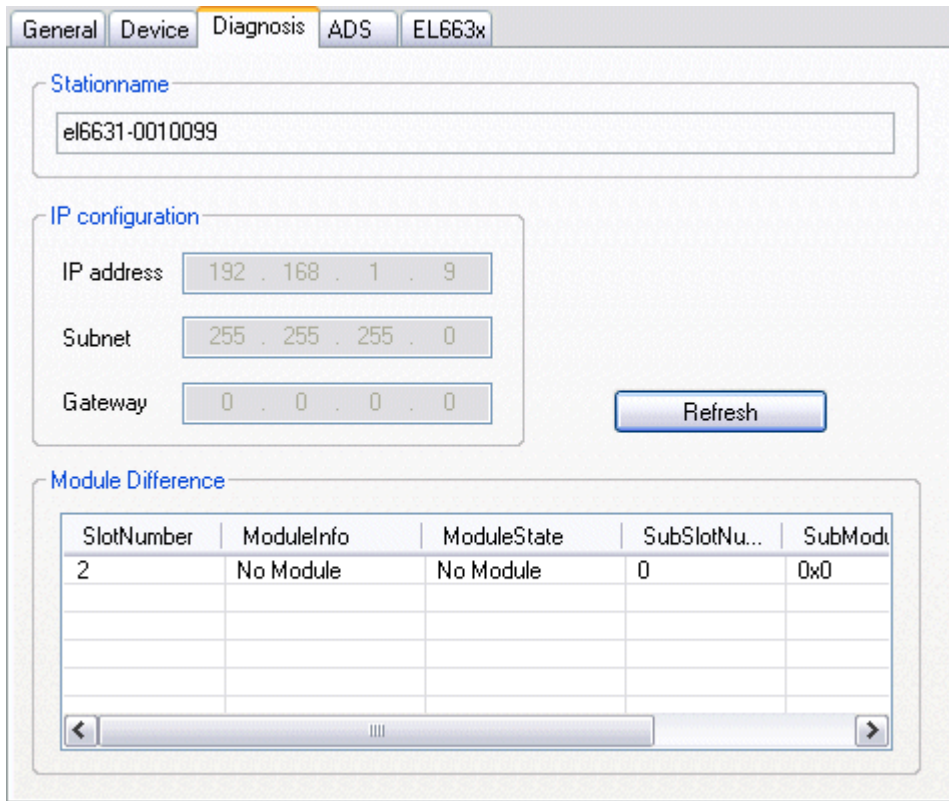 General Device Diagnosis ADS EL663x
Stationname
el6631-0010099
IP configuration
IP address 192 . 168 . 1 . 9
Subnet 255 . 255 . 255 . 0
Gateway 0 . 0 . 0 . 0
Refresh
Module Difference
SlotNumber ModuleInfo ModuleState SubSlotNu... SubModu
2 No Module No Module 0 0x0